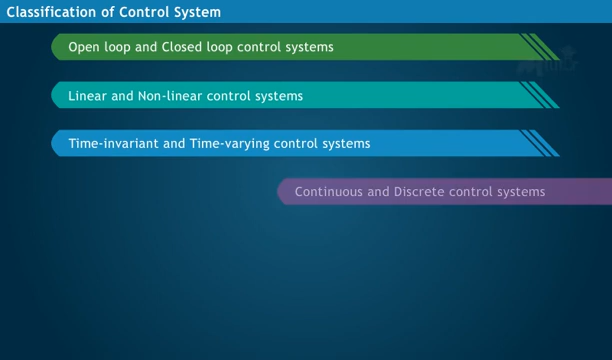 Classification of Control System
Open loop and Closed loop control systems
Linear and Non-linear control systems
Time-invariant and Time-varying control systems
Continuous and Discrete control systems